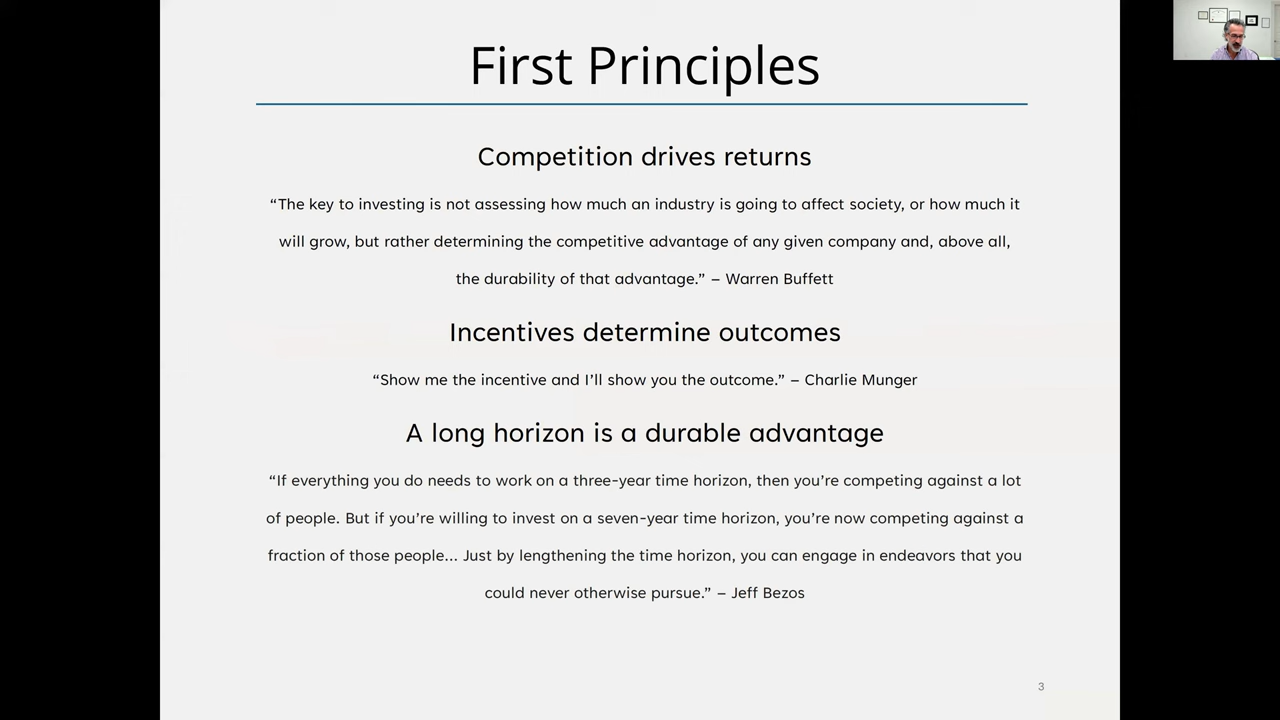 First Principles
Competition drives returns
“The key to investing is not assessing how much an industry is going to affect society, or how much it
will grow, but rather determining the competitive advantage of any given company and, above all,
the durability of that advantage.” – Warren Buffett
Incentives determine outcomes
“Show me the incentive and I’ll show you the outcome.” – Charlie Munger
A long horizon is a durable advantage
“If everything you do needs to work on a three-year time horizon, then you’re competing against a lot
of people. But if you’re willing to invest on a seven-year time horizon, you’re now competing against a
fraction of those people... Just by lengthening the time horizon, you can engage in endeavors that you
could never otherwise pursue.” – Jeff Bezos
3